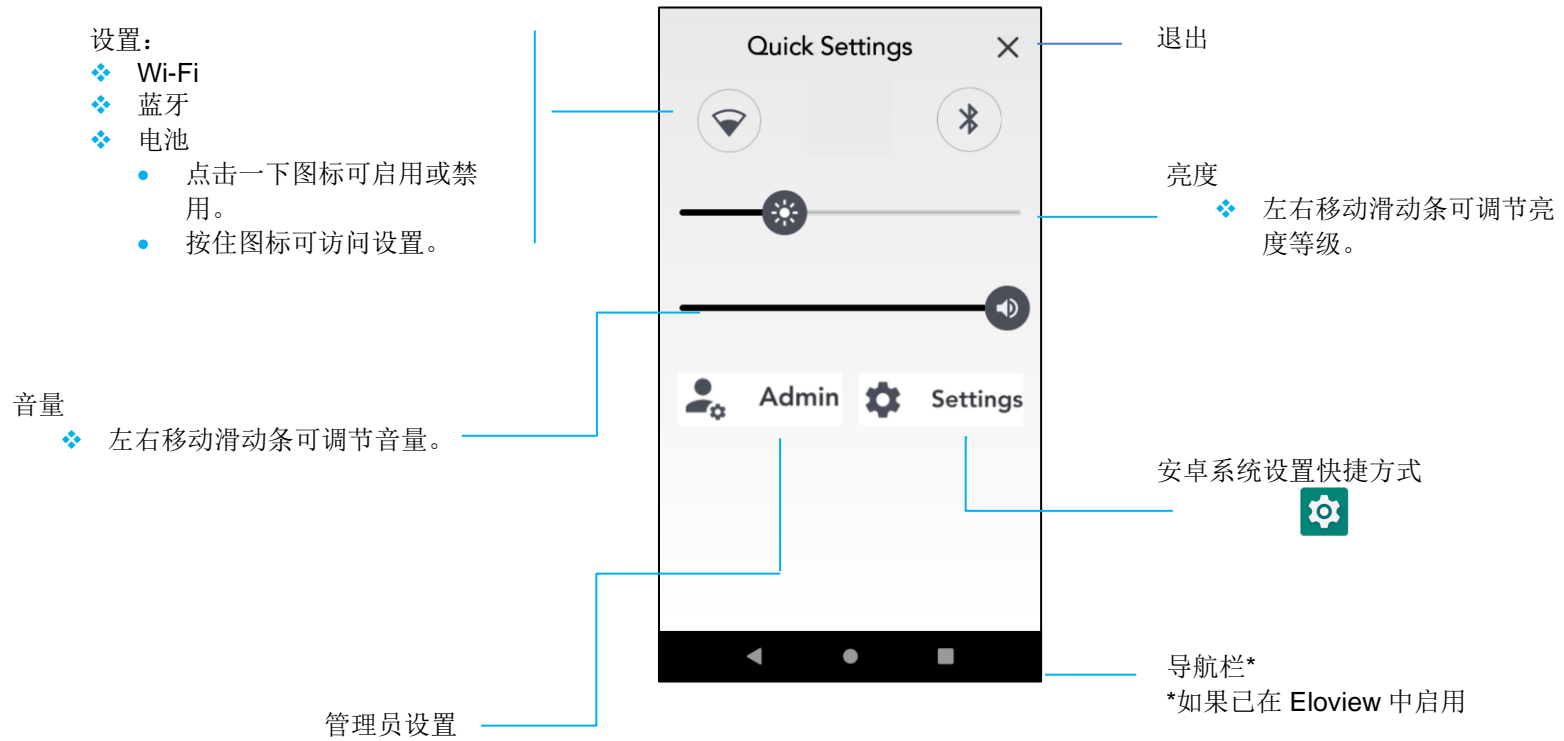 设置：
❖ Wi-Fi
❖ 蓝牙
❖ 电池
• 点击一下图标可启用或禁
用。
• 按住图标可访问设置。
音量
❖ 左右移动滑动条可调节音量。
管理员设置
Quick Settings
Admin
Settings
退出
亮度
❖ 左右移动滑动条可调节亮
度等级。
安卓系统设置快捷方式
导航栏*
*如果已在 Eloview 中启用